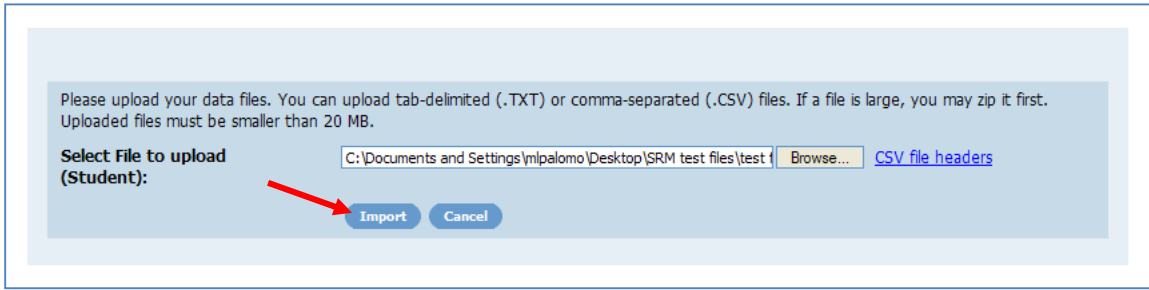 Please upload your data files. You can upload tab-delimited (.TXT) or comma-separated (.CSV) files. If a file is large, you may zip it first.
Uploaded files must be smaller than 20 MB.
Select File to upload C:\Documents and Settings\mlpalomo\Desktop\SRM test files\test Browse... CSV file headers
(Student):
Import Cancel